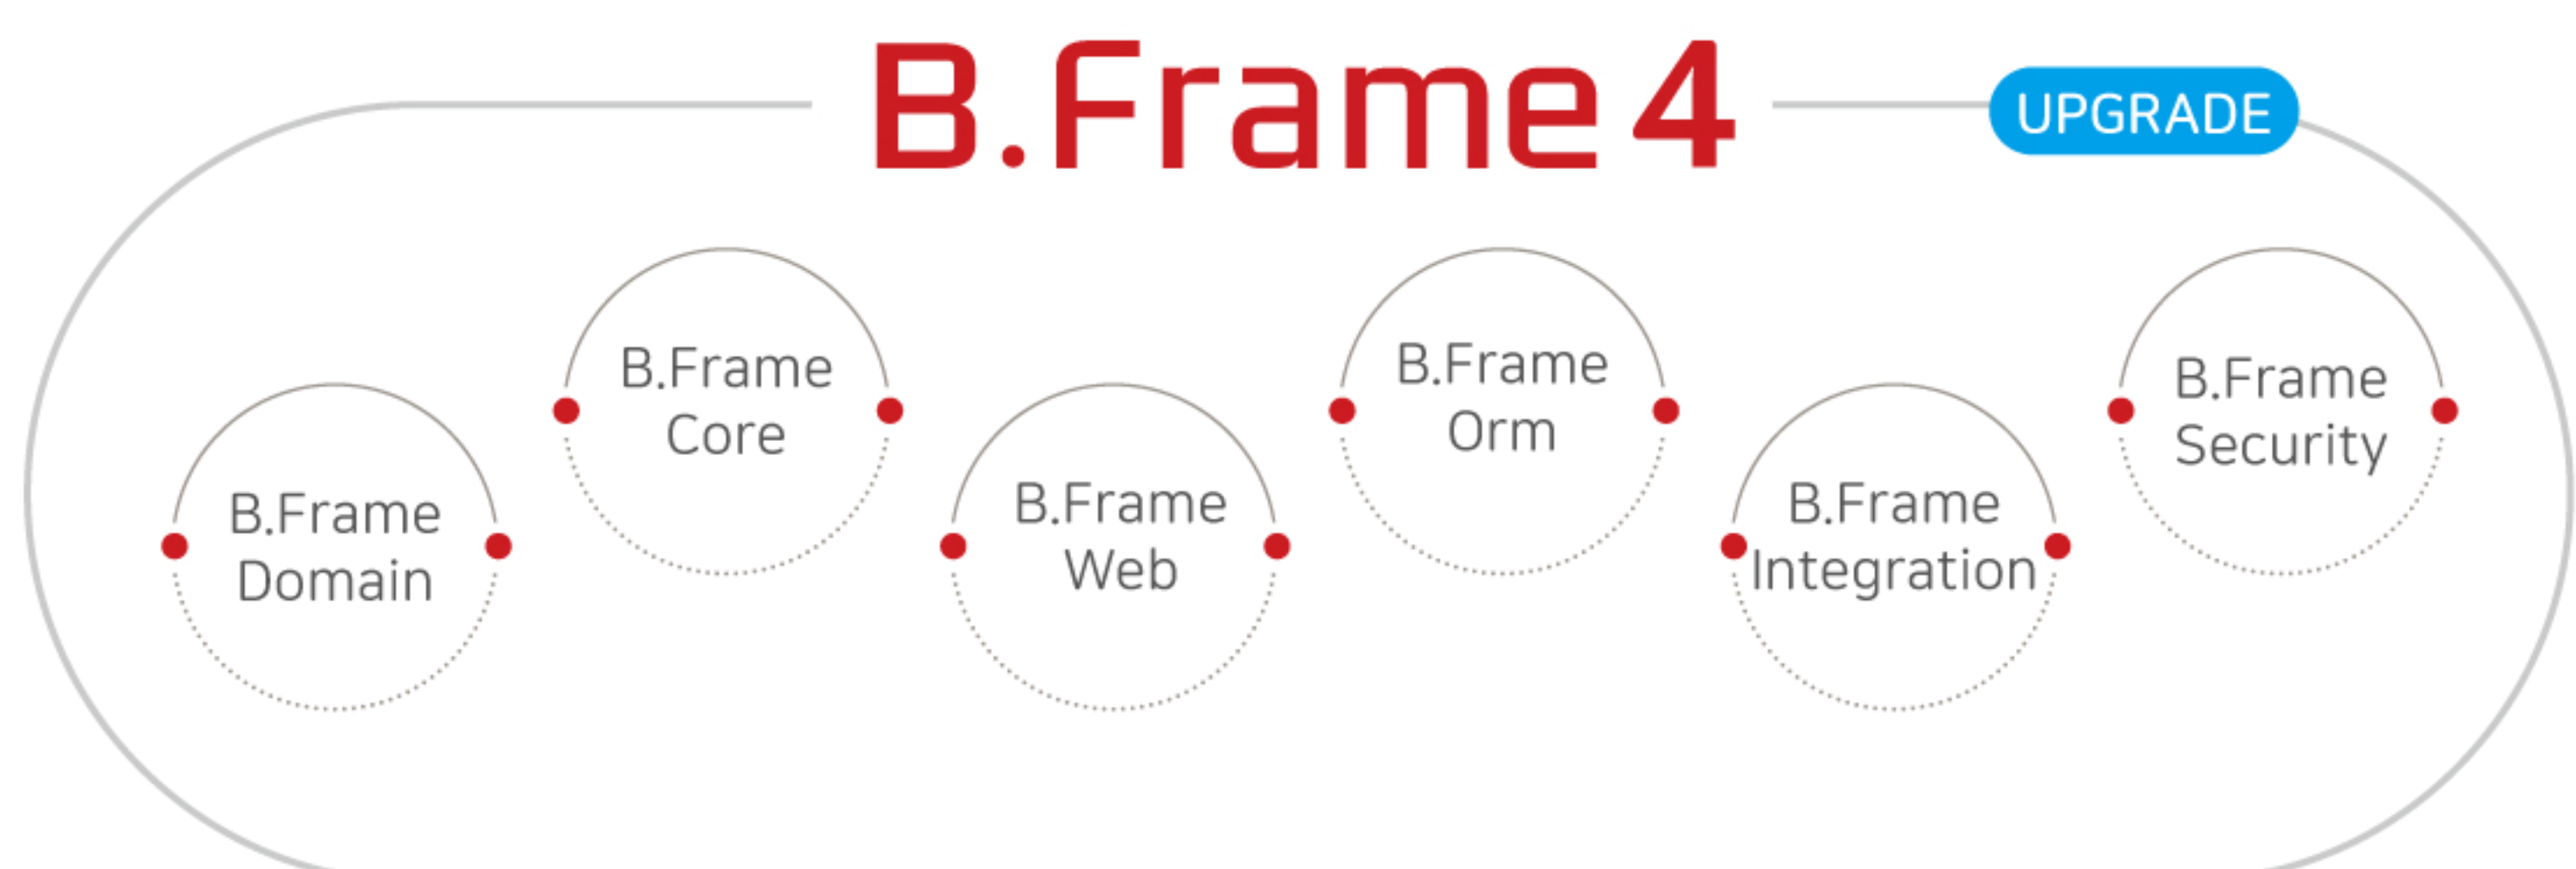 B.Frame 4
UPGRADE
B.Frame
Domain
B.Frame
Core
B.Frame
Web
B.Frame
Orm
B.Frame
Integration
B.Frame
Security